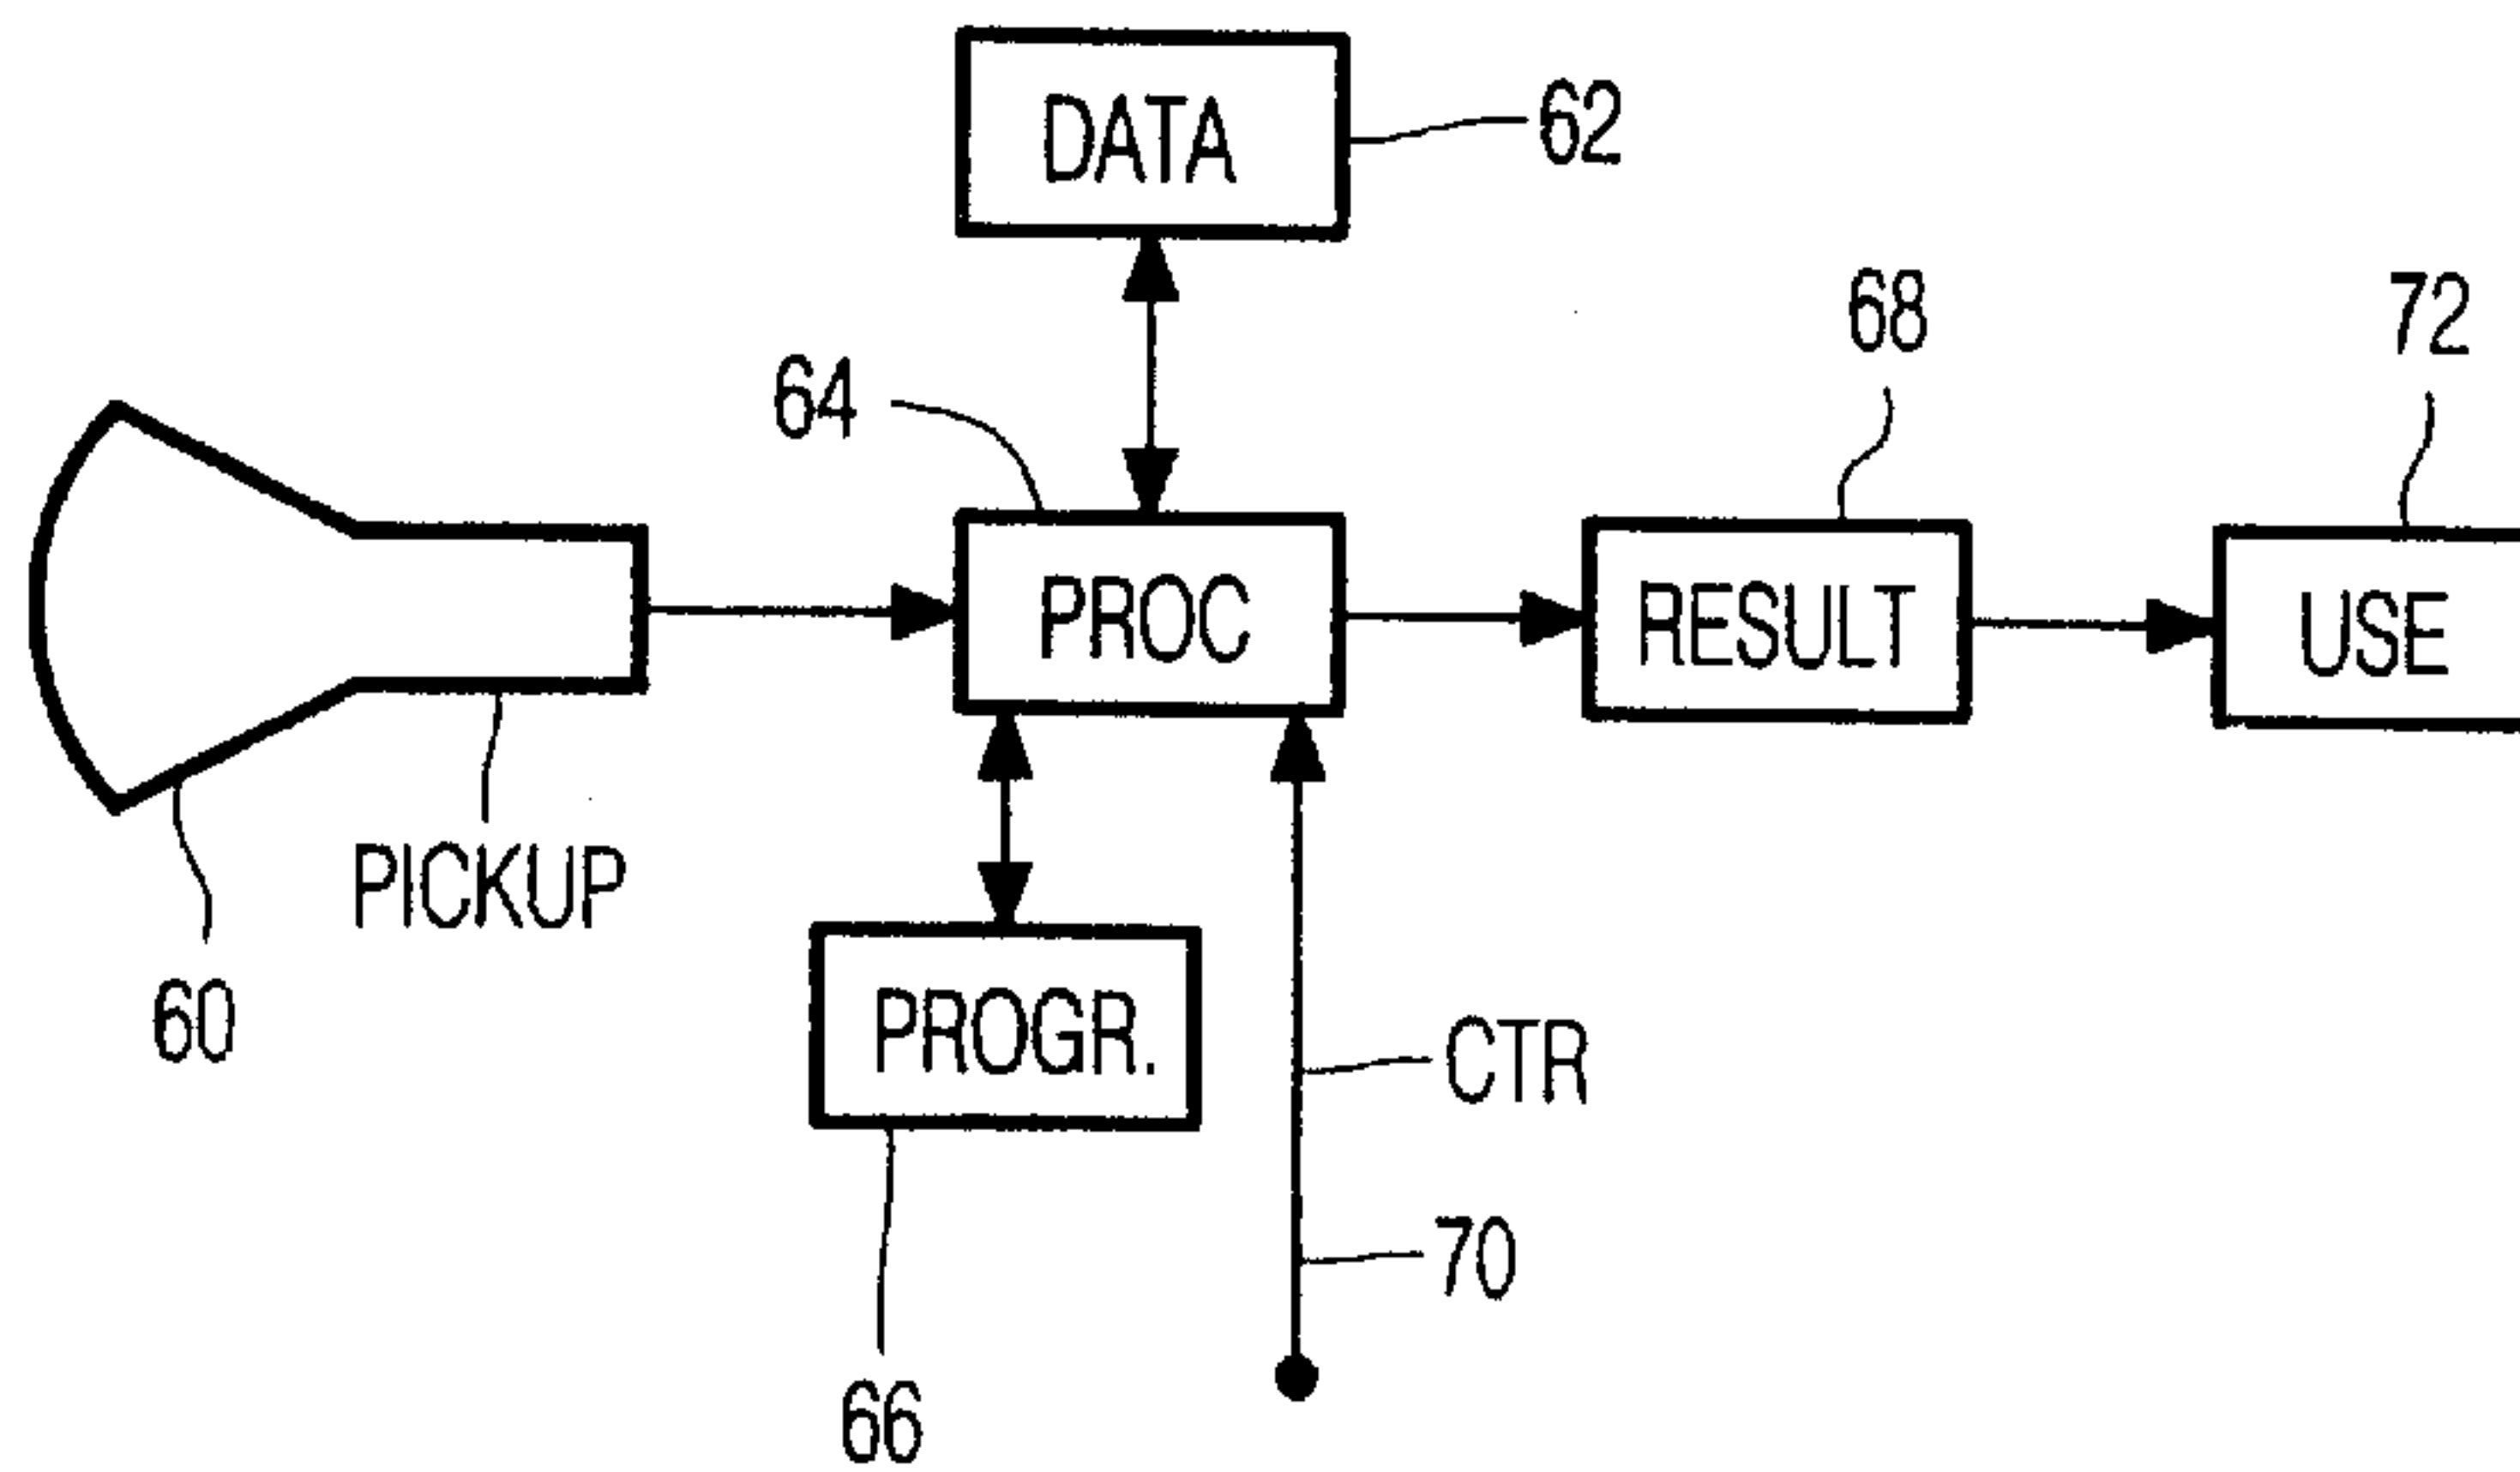 DATA
62
64
68
72
PROC
RESULT
USE
PICKUP
60
PROGR.
CTR
70
66